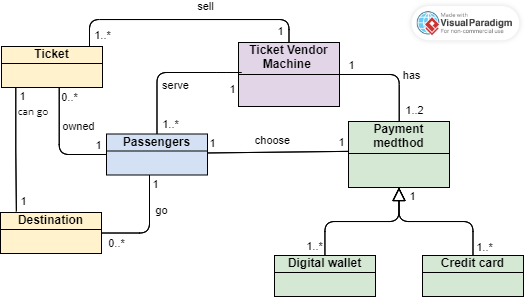 sell
Made with
VisualParadigm
For non-commercial use
1..*
1
Ticket
Ticket Vendor
Machine
1
has
serve
1
1
0..*
can go
1..*
1..2
owned
1
Passengers
1
choose
1
Payment
medthod
1
1
1
go
Destination
0..*
1..*
1..*
Digital wallet
Credit card